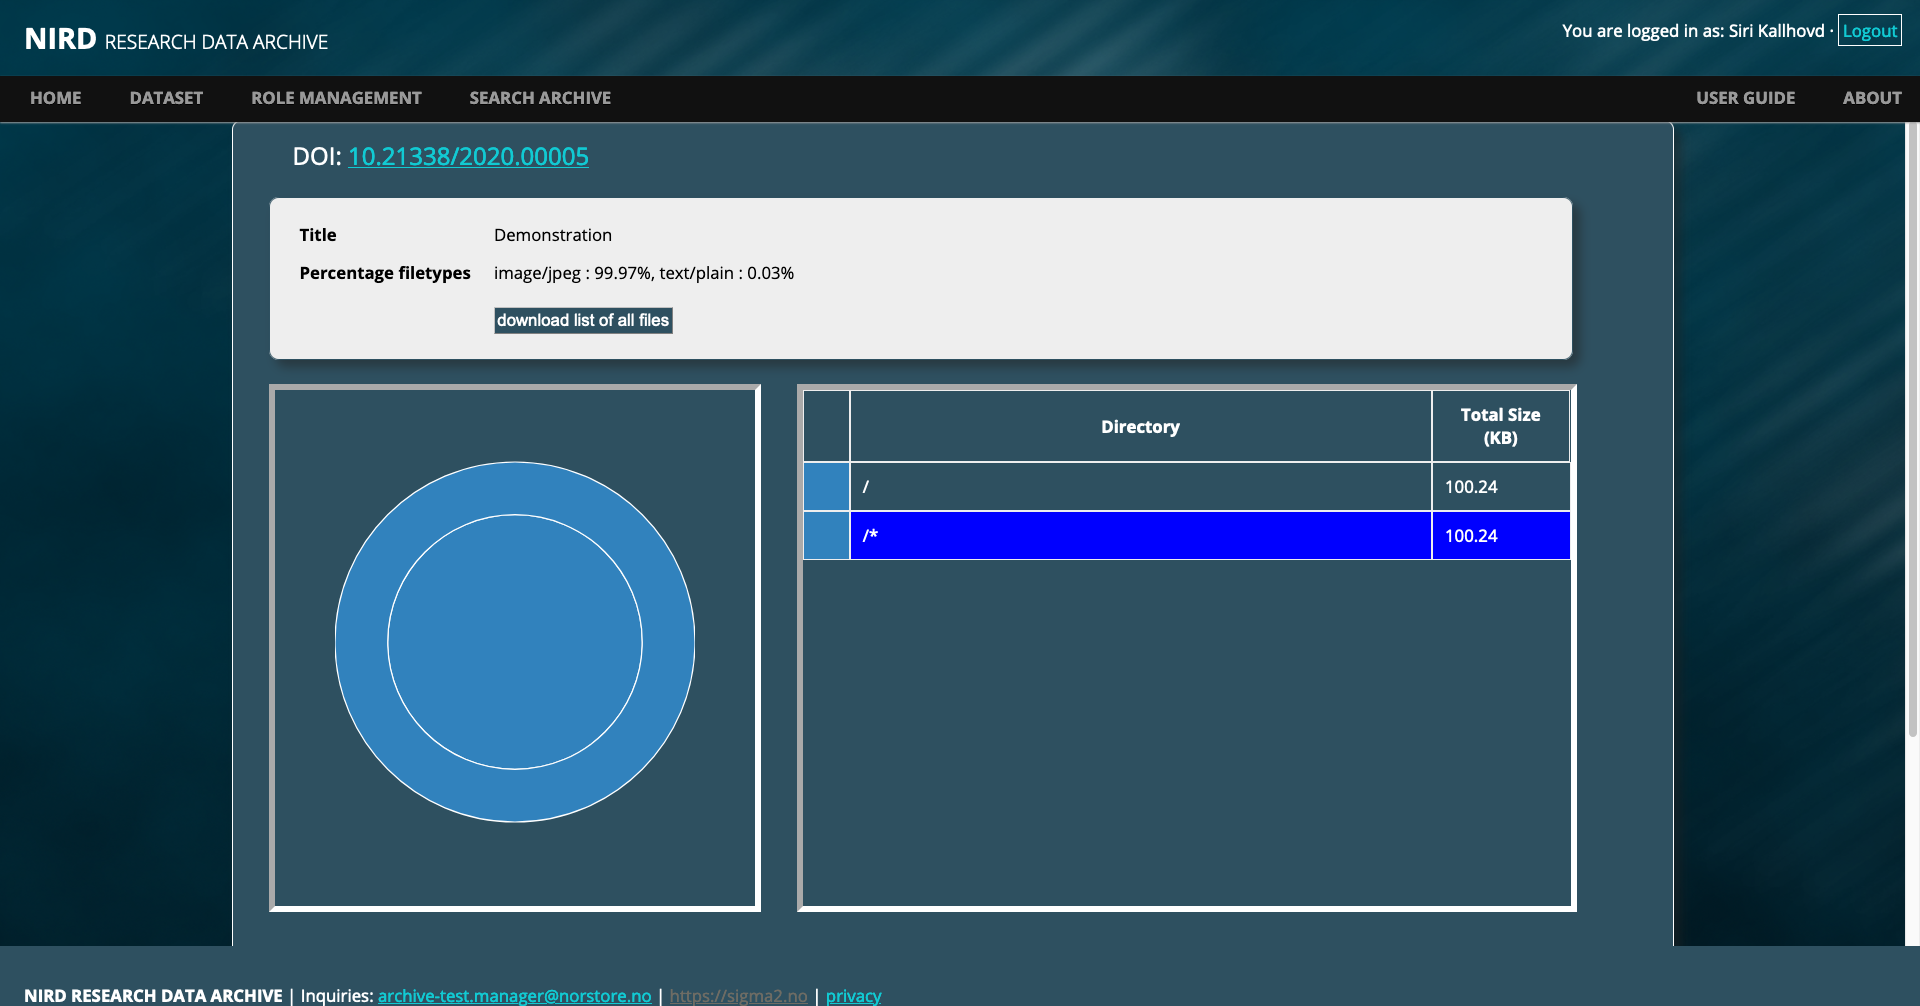 NIRD RESEARCH DATA ARCHIVE
You are logged in as: Siri Kallhovd · Logout
HOME DATASET ROLE MANAGEMENT SEARCH ARCHIVE USER GUIDE ABOUT
DOI: 10.21338/2020.00005
Title Demonstration
Percentage filetypes image/jpeg : 99.97%, text/plain : 0.03%
download list of all files
Directory Total Size
(KB)
/ 100.24
/* 100.24
NIRD RESEARCH DATA ARCHIVE | Inquiries: archive-test.manager@norstore.no | https://sigma2.no | privacy